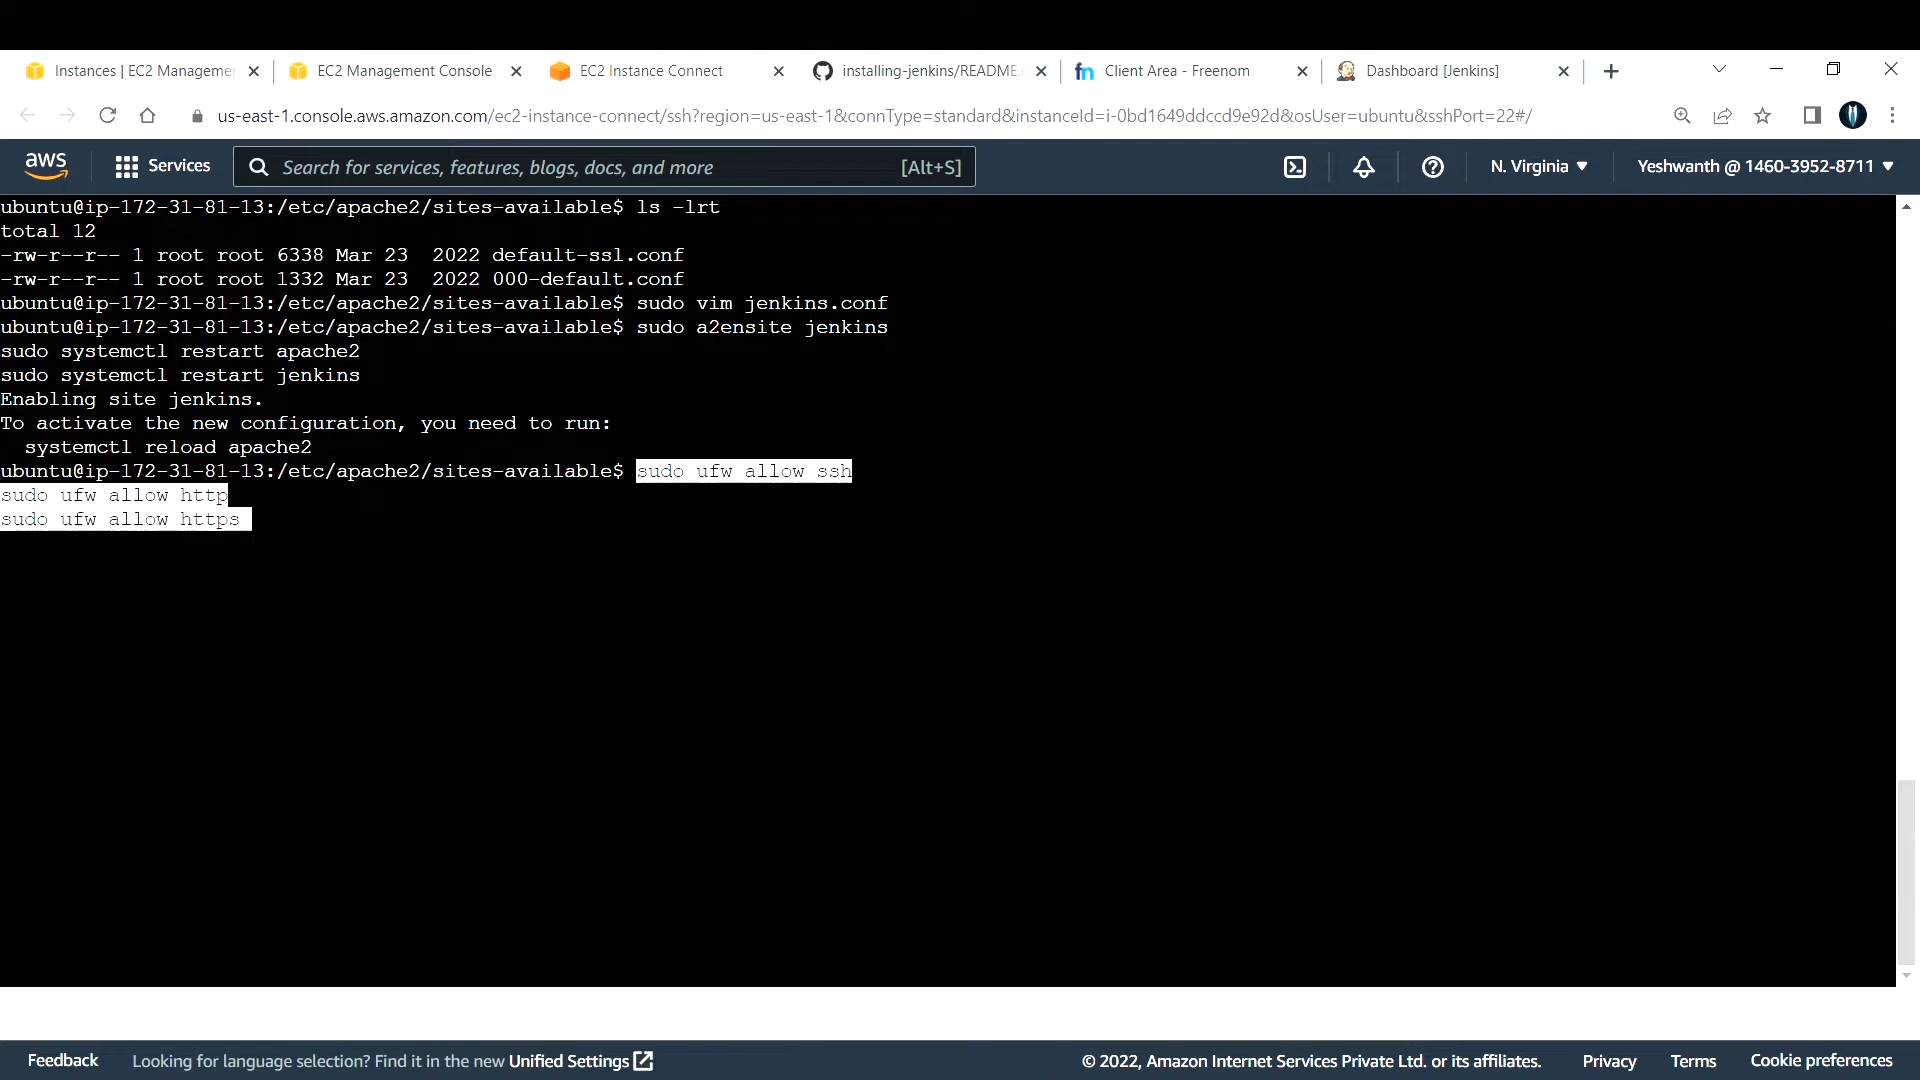 Instances | EC2 Managemen
EC2 Management Console
EC2 Instance Connect
installing-jenkins/README.
Client Area - Freenom
Dashboard [Jenkins]
us-east-1.console.aws.amazon.com/ec2-instance-connect/ssh?region=us-east-1&connType=standard&instanceId=i-0bd1649ddccd9e92d&osUser=ubuntu&sshPort=22#/
aws
Services
Search for services, features, blogs, docs, and more
[Alt+S]
N. Virginia
Yeshwanth @ 1460-3952-8711
ubuntu@ip-172-31-81-13:/etc/apache2/sites-available$ ls -lrt
total 12
-rw-r--r-- 1 root root 6338 Mar 23  2022 default-ssl.conf
-rw-r--r-- 1 root root 1332 Mar 23  2022 000-default.conf
ubuntu@ip-172-31-81-13:/etc/apache2/sites-available$ sudo vim jenkins.conf
ubuntu@ip-172-31-81-13:/etc/apache2/sites-available$ sudo a2ensite jenkins
sudo systemctl restart apache2
sudo systemctl restart jenkins
Enabling site jenkins.
To activate the new configuration, you need to run:
  systemctl reload apache2
ubuntu@ip-172-31-81-13:/etc/apache2/sites-available$ sudo ufw allow ssh
sudo ufw allow http
sudo ufw allow https
Feedback
Looking for language selection? Find it in the new Unified Settings
© 2022, Amazon Internet Services Private Ltd. or its affiliates.
Privacy
Terms
Cookie preferences